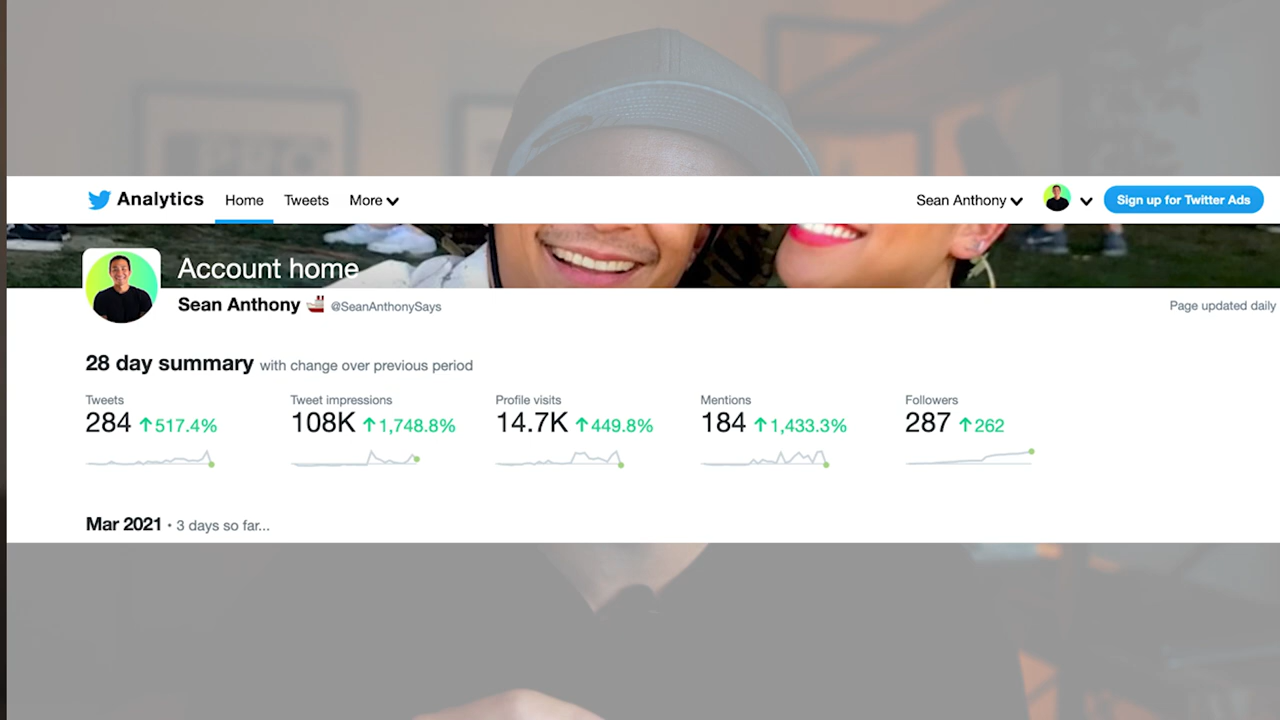 Analytics Home Tweets More Sean Anthony Sign up for Twitter Ads
Account home
Sean Anthony 🚢 @SeanAnthonySays Page updated daily
28 day summary with change over previous period
Tweets Tweet impressions Profile visits Mentions Followers
284 ↑517.4% 108K ↑1,748.8% 14.7K ↑449.8% 184 ↑1,433.3% 287 ↑262
Mar 2021 • 3 days so far...